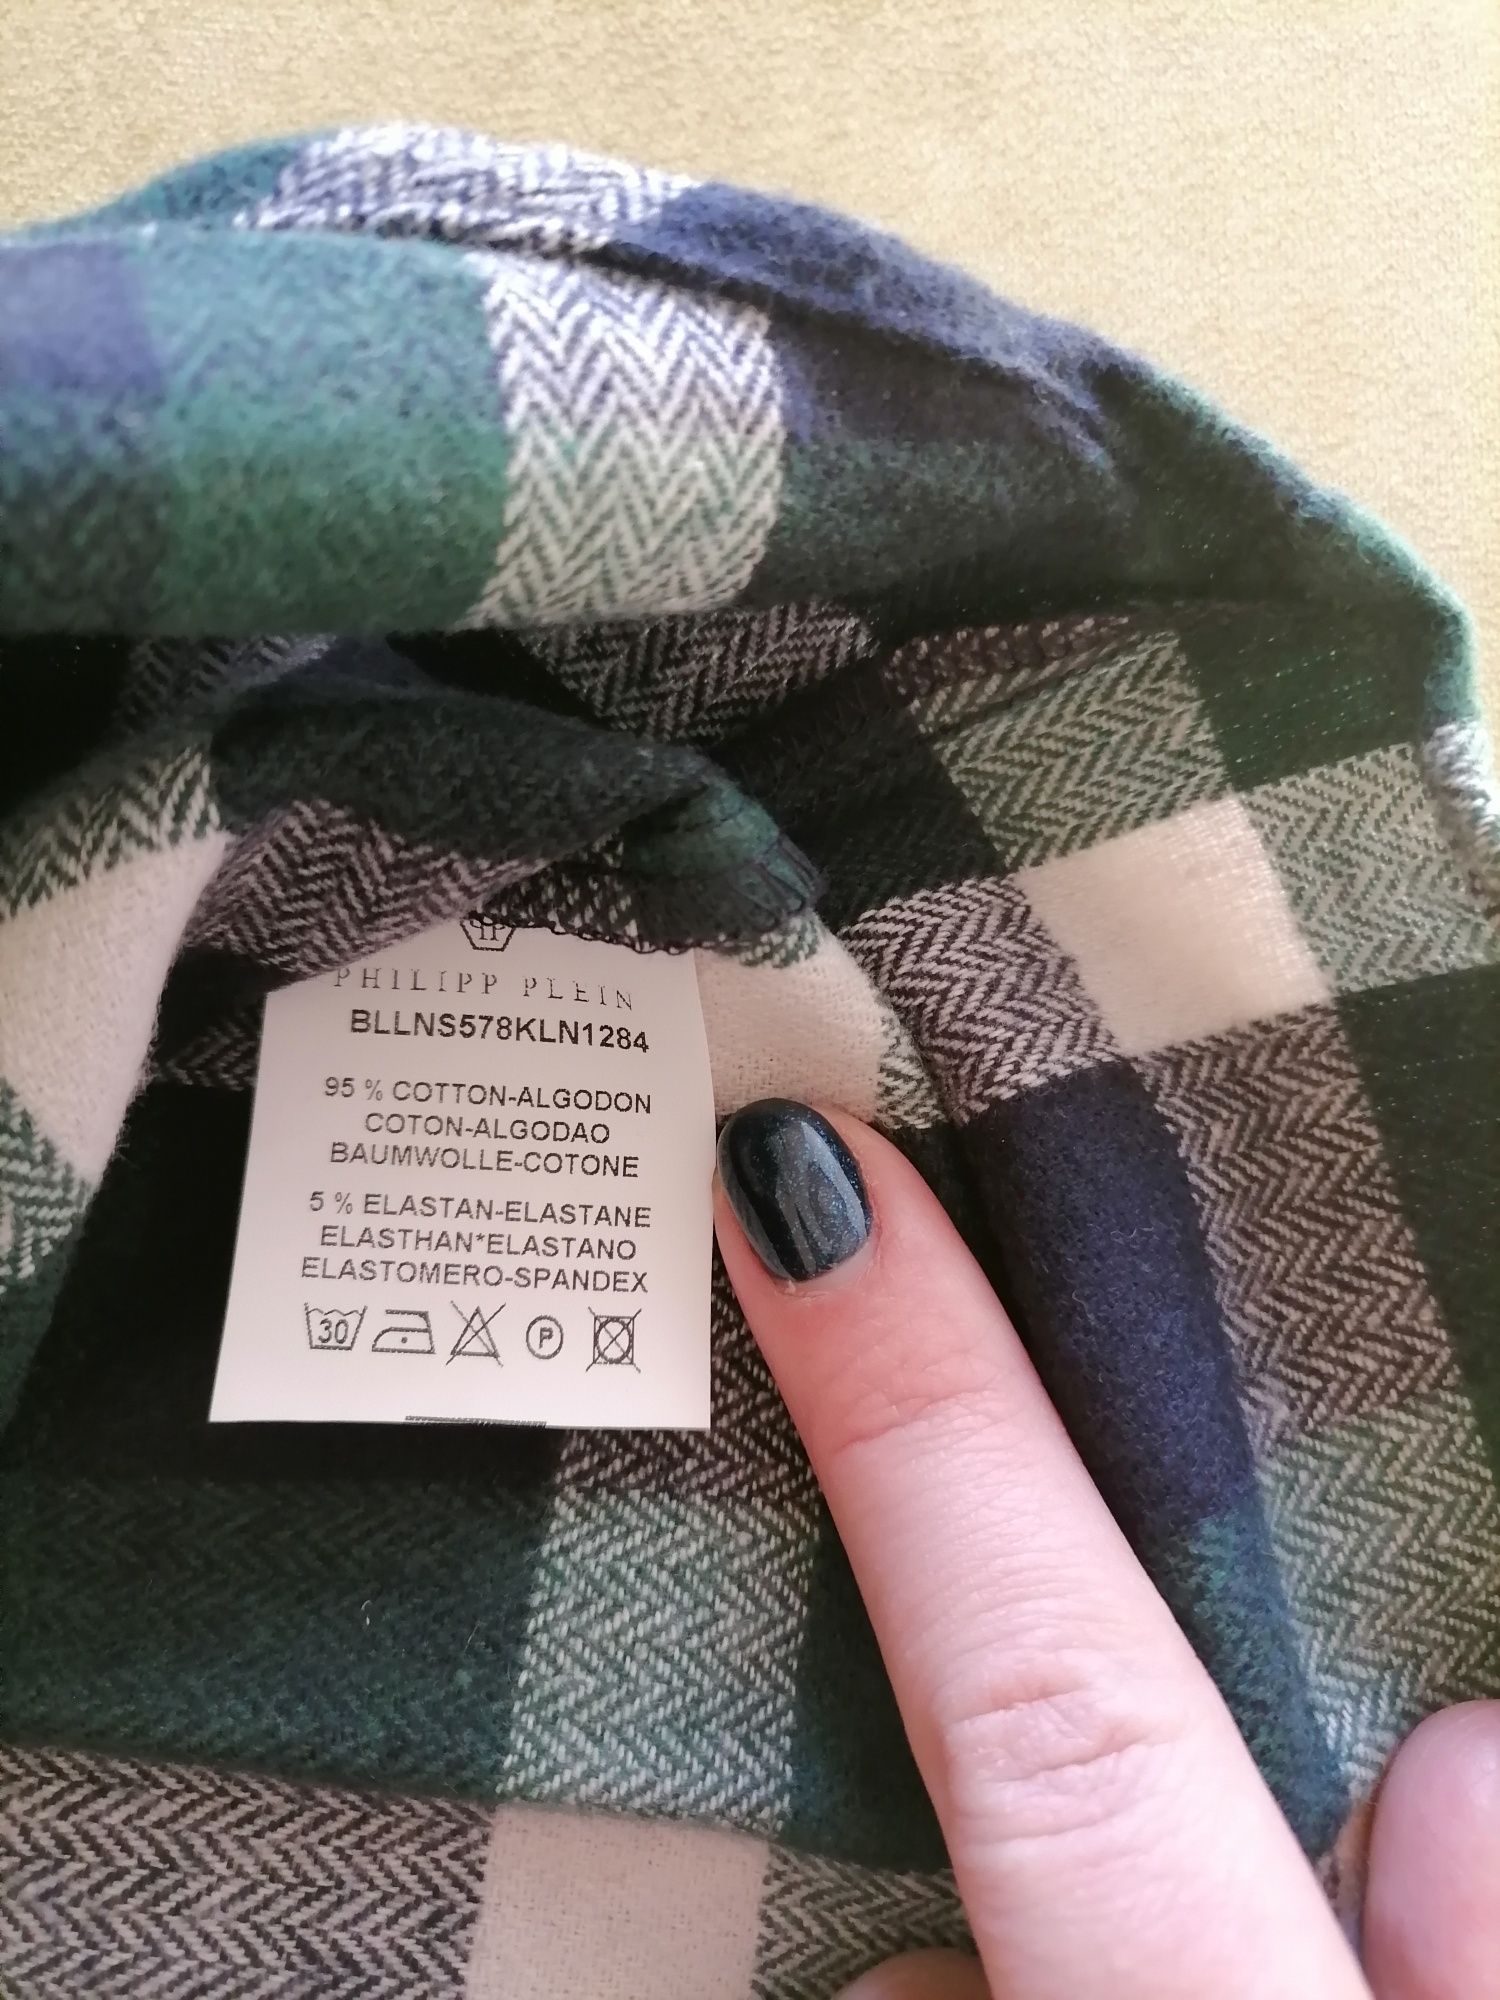 PHILIPP PLEIN
BLLNS578KLN1284
95 % COTTON-ALGODON
COTON-ALGODAO
BAUMWOLLE-COTONE
5 % ELASTAN-ELASTANE
ELASTHAN*ELASTANO
ELASTOMERO-SPANDEX
30 P